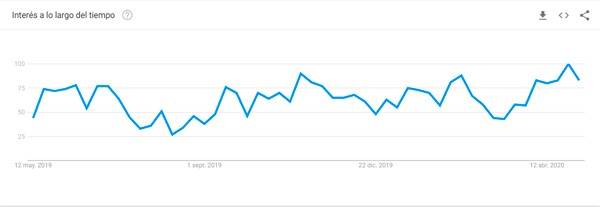 Interés a lo largo del tiempo
100
75
50
25
12 may. 2019
1 sept. 2019
22 dic. 2019
12 abr. 2020